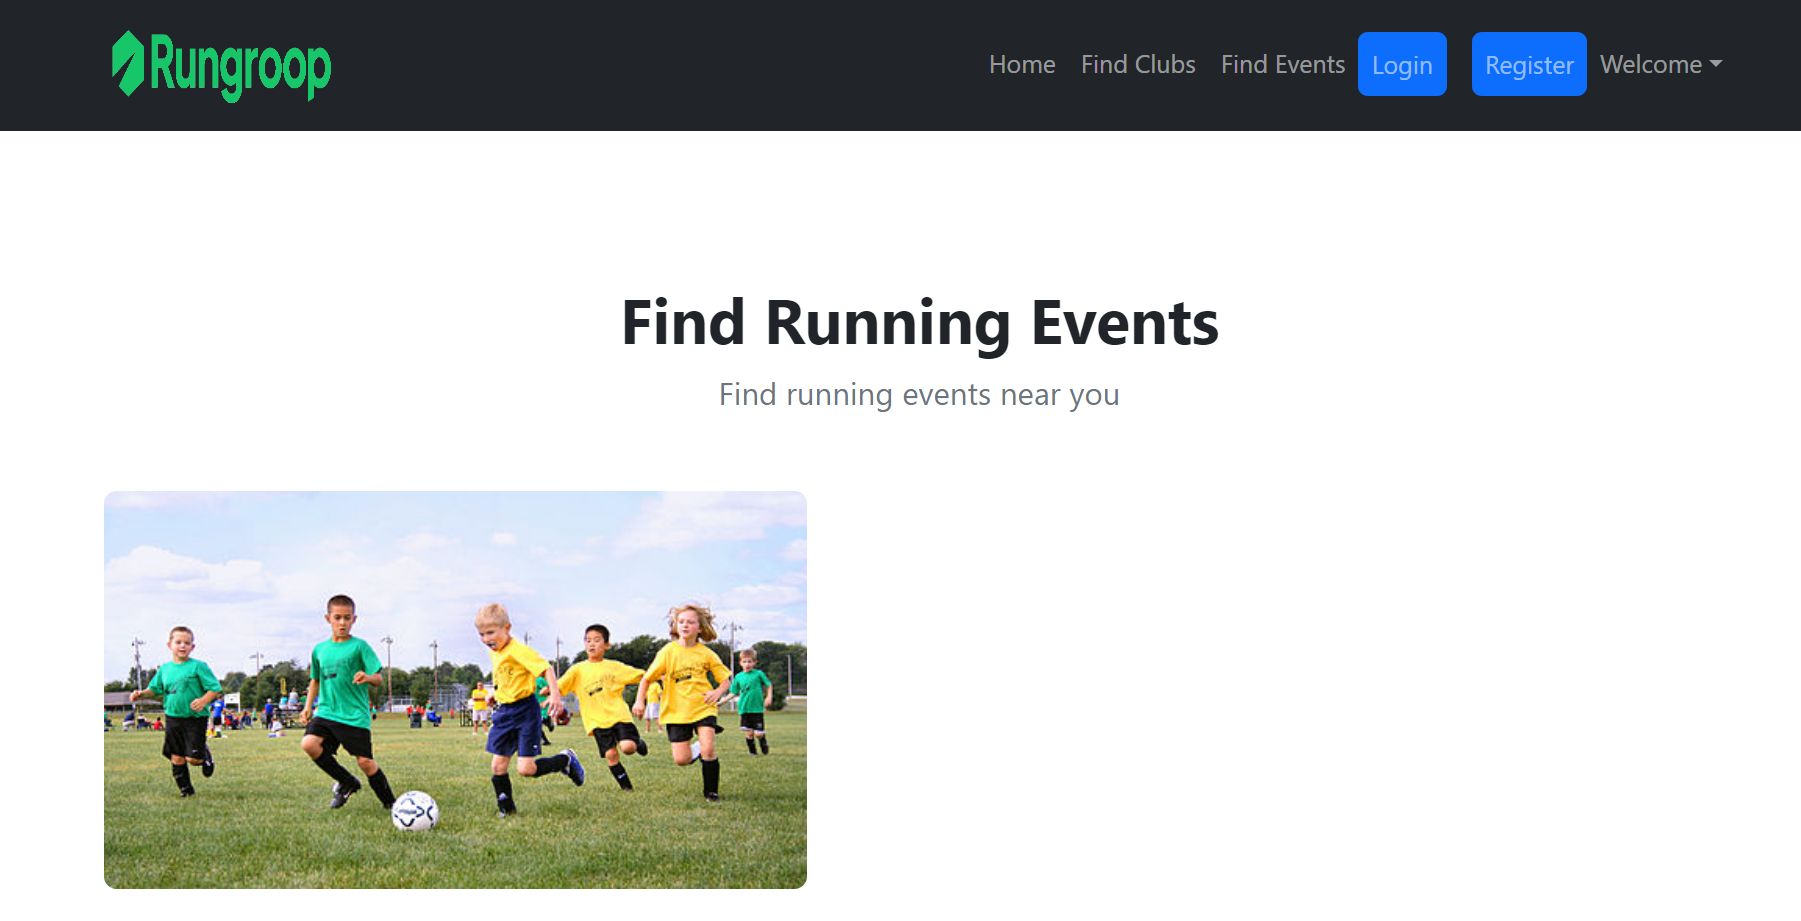 Rungroop
Home Find Clubs Find Events Login Register Welcome
Find Running Events
Find running events near you